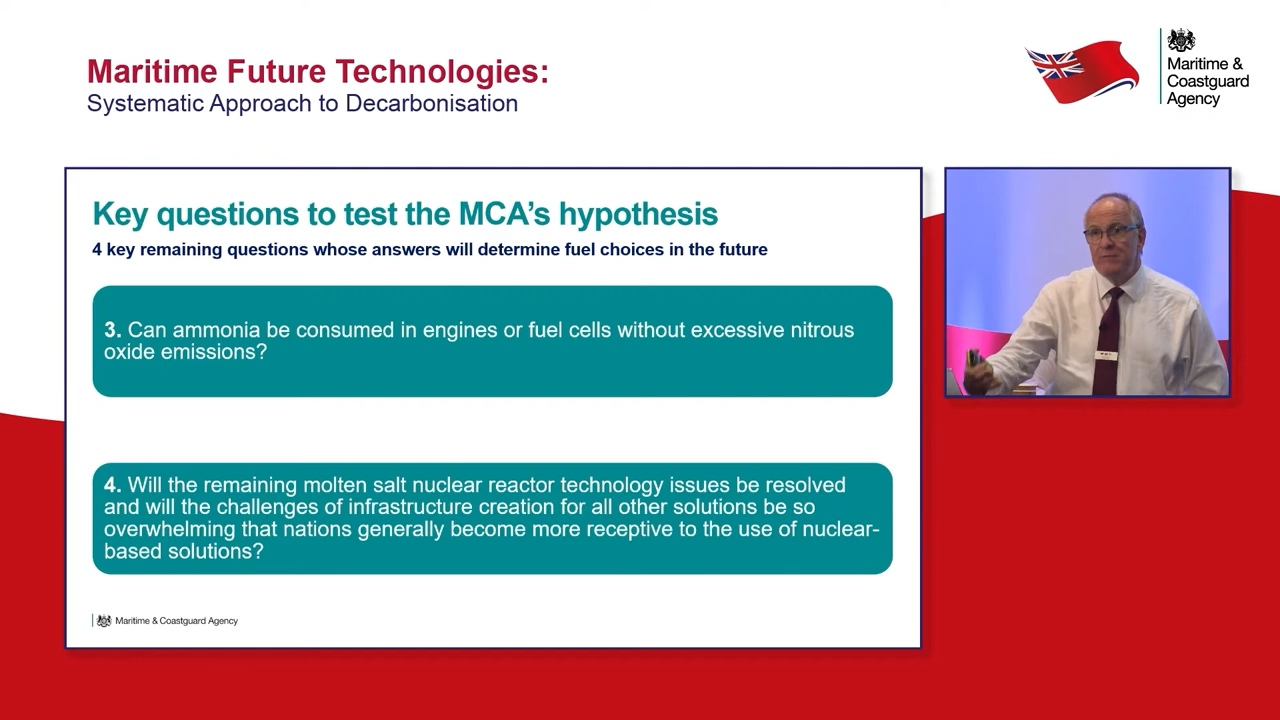 Maritime Future Technologies:
Systematic Approach to Decarbonisation
Maritime &
Coastguard
Agency
Key questions to test the MCA's hypothesis
4 key remaining questions whose answers will determine fuel choices in the future
3. Can ammonia be consumed in engines or fuel cells without excessive nitrous
oxide emissions?
4. Will the remaining molten salt nuclear reactor technology issues be resolved
and will the challenges of infrastructure creation for all other solutions be so
overwhelming that nations generally become more receptive to the use of nuclear-
based solutions?
Maritime & Coastguard Agency